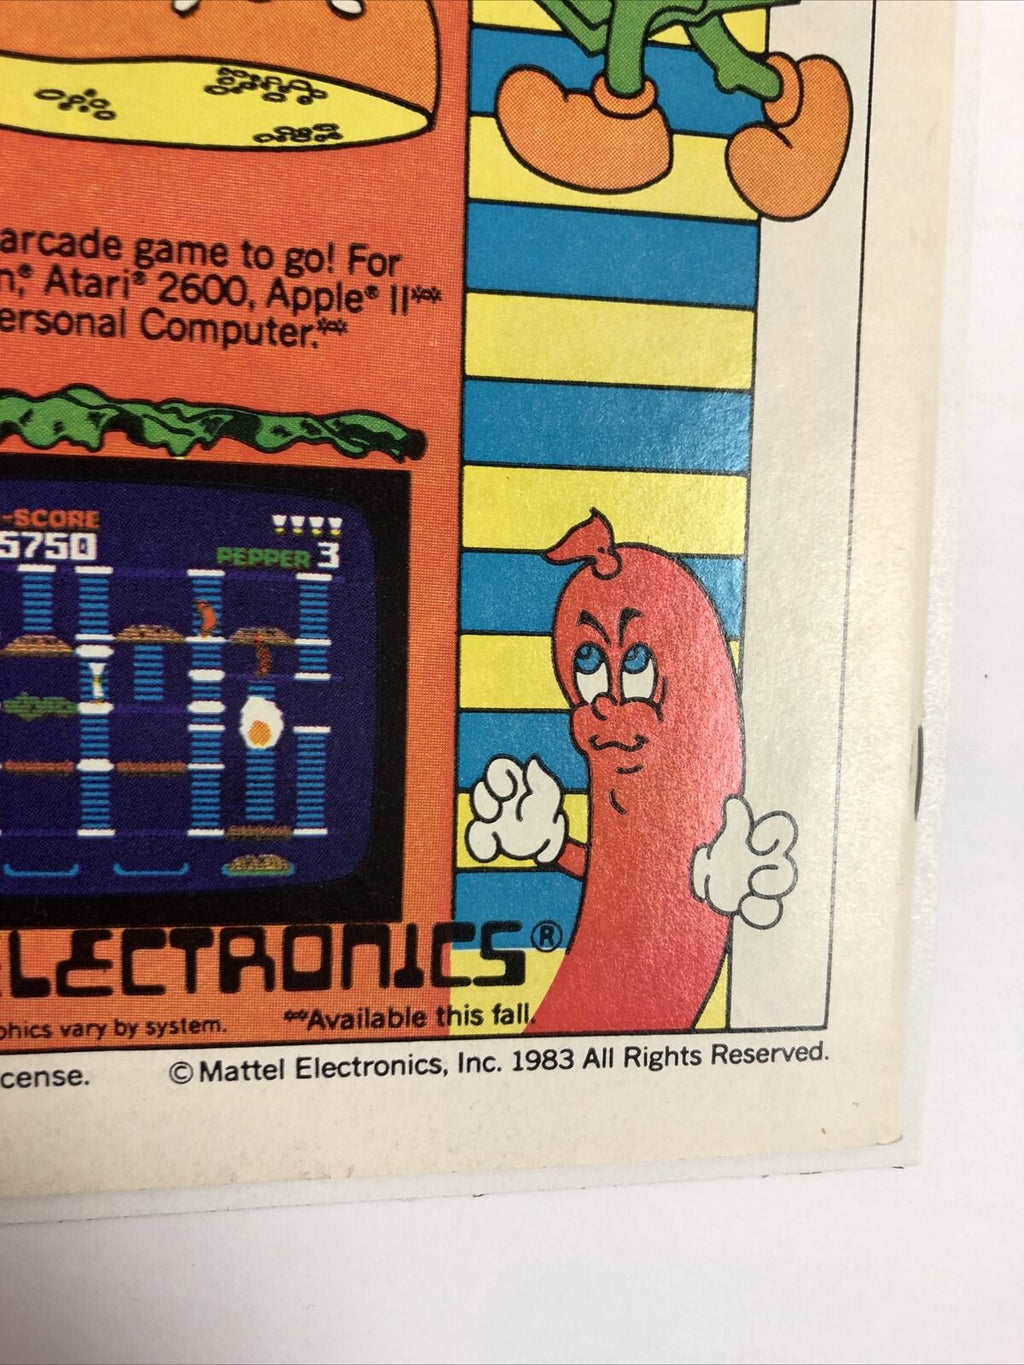 arcade game to go! For
n,® Atari® 2600, Apple® II**
ersonal Computer.**
-SCORE
5750
PEPPER 3
LECTRONICS®
phics vary by system. **Available this fall.
cense. © Mattel Electronics, Inc. 1983 All Rights Reserved.